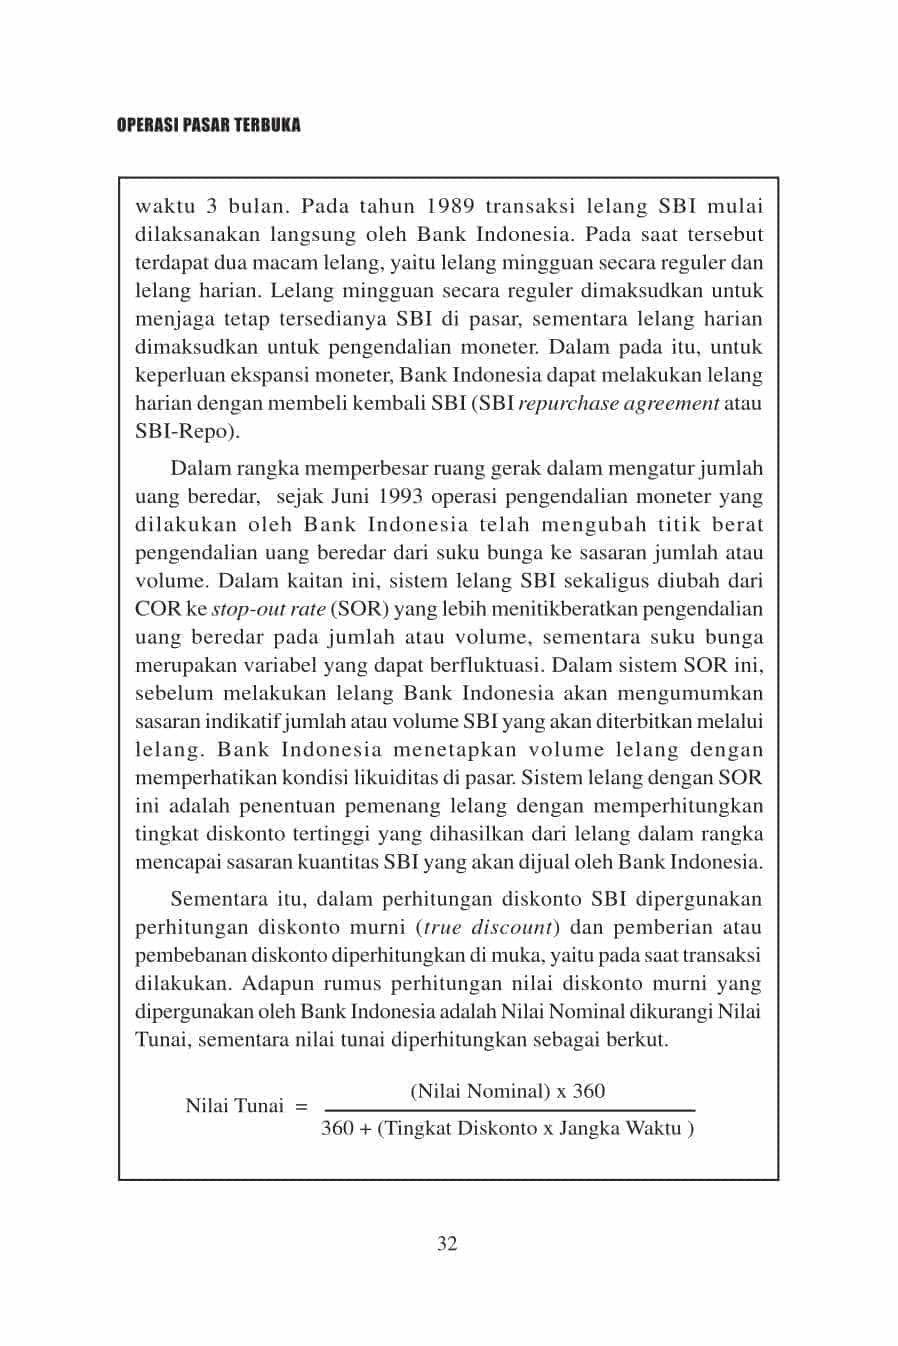 OPERASI PASAR TERBUKA
waktu 3 bulan. Pada tahun 1989 transaksi lelang SBI mulai
dilaksanakan langsung oleh Bank Indonesia. Pada saat tersebut
terdapat dua macam lelang, yaitu lelang mingguan secara reguler dan
lelang harian. Lelang mingguan secara reguler dimaksudkan untuk
menjaga tetap tersedianya SBI di pasar, sementara lelang harian
dimaksudkan untuk pengendalian moneter. Dalam pada itu, untuk
keperluan ekspansi moneter, Bank Indonesia dapat melakukan lelang
harian dengan membeli kembali SBI (SBI repurchase agreement atau
SBI-Repo).
Dalam rangka memperbesar ruang gerak dalam mengatur jumlah
uang beredar, sejak Juni 1993 operasi pengendalian moneter yang
dilakukan oleh Bank Indonesia telah mengubah titik berat
pengendalian uang beredar dari suku bunga ke sasaran jumlah atau
volume. Dalam kaitan ini, sistem lelang SBI sekaligus diubah dari
COR ke stop-out rate (SOR) yang lebih menitikberatkan pengendalian
uang beredar pada jumlah atau volume, sementara suku bunga
merupakan variabel yang dapat berfluktuasi. Dalam sistem SOR ini,
sebelum melakukan lelang Bank Indonesia akan mengumumkan
sasaran indikatif jumlah atau volume SBI yang akan diterbitkan melalui
lelang. Bank Indonesia menetapkan volume lelang dengan
memperhatikan kondisi likuiditas di pasar. Sistem lelang dengan SOR
ini adalah penentuan pemenang lelang dengan memperhitungkan
tingkat diskonto tertinggi yang dihasilkan dari lelang dalam rangka
mencapai sasaran kuantitas SBI yang akan dijual oleh Bank Indonesia.
Sementara itu, dalam perhitungan diskonto SBI dipergunakan
perhitungan diskonto murni (true discount) dan pemberian atau
pembebanan diskonto diperhitungkan di muka, yaitu pada saat transaksi
dilakukan. Adapun rumus perhitungan nilai diskonto murni yang
dipergunakan oleh Bank Indonesia adalah Nilai Nominal dikurangi Nilai
Tunai, sementara nilai tunai diperhitungkan sebagai berkut.
(Nilai Nominal) x 360
Nilai Tunai =
360 + (Tingkat Diskonto x Jangka Waktu )
32